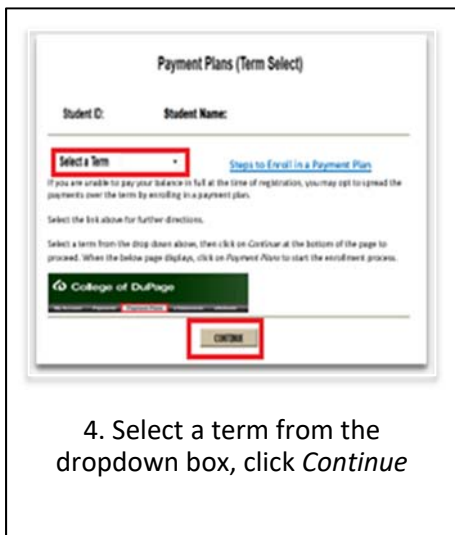 Payment Plans (Term Select)
Student ID: Student Name:
Select a Term
Steps to Enroll in a Payment Plan
If you are unable to pay your balance in full at the time of registration, you may opt to spread the
payments over the term by enrolling in a payment plan.
Select the link above for further directions.
Select a term from the drop down above, then click on Continue at the bottom of the page to
proceed. When the below page displays, click on Payment Plans to start the enrollment process.
College of DuPage
Payment Plans
CONTINUE
4. Select a term from the
dropdown box, click Continue